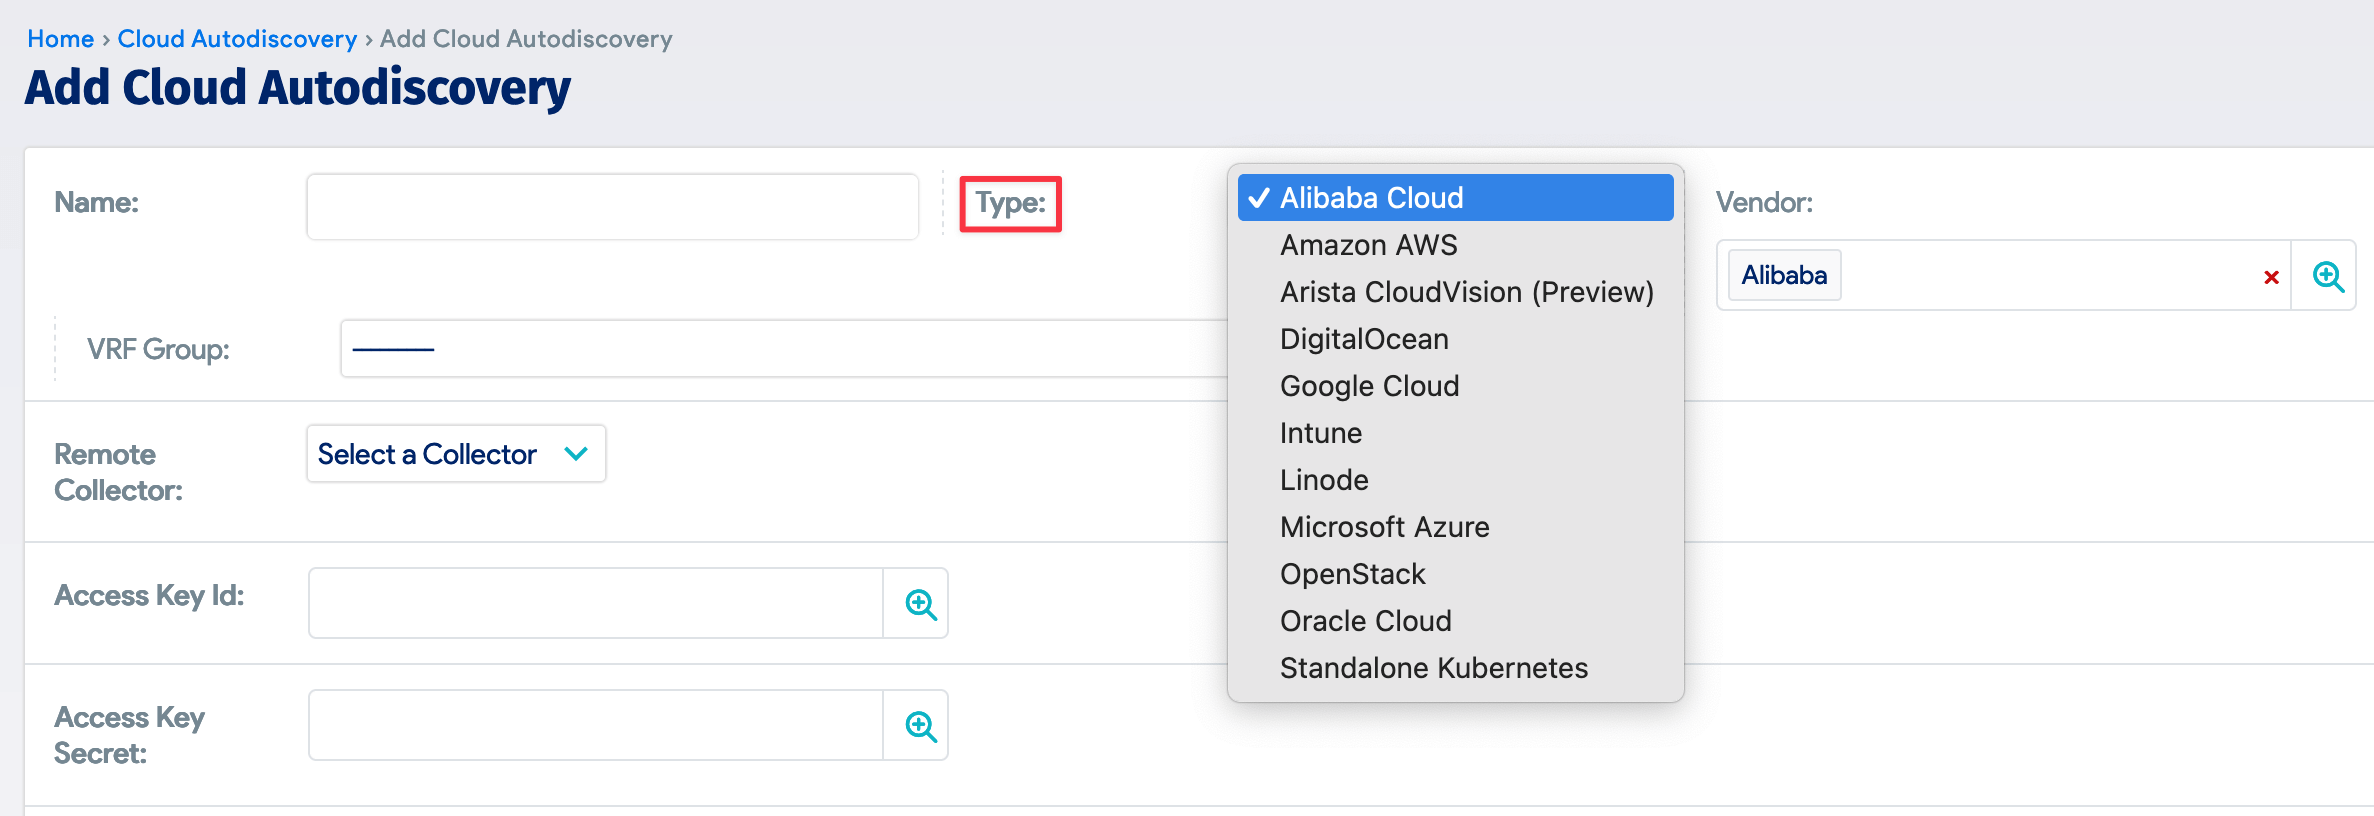 Home › Cloud Autodiscovery › Add Cloud Autodiscovery
Add Cloud Autodiscovery
Name:
Type:
✓ Alibaba Cloud
Amazon AWS
Arista CloudVision (Preview)
DigitalOcean
Google Cloud
Intune
Linode
Microsoft Azure
OpenStack
Oracle Cloud
Standalone Kubernetes
Vendor:
Alibaba
VRF Group:
Remote
Collector:
Select a Collector
Access Key Id:
Access Key
Secret: